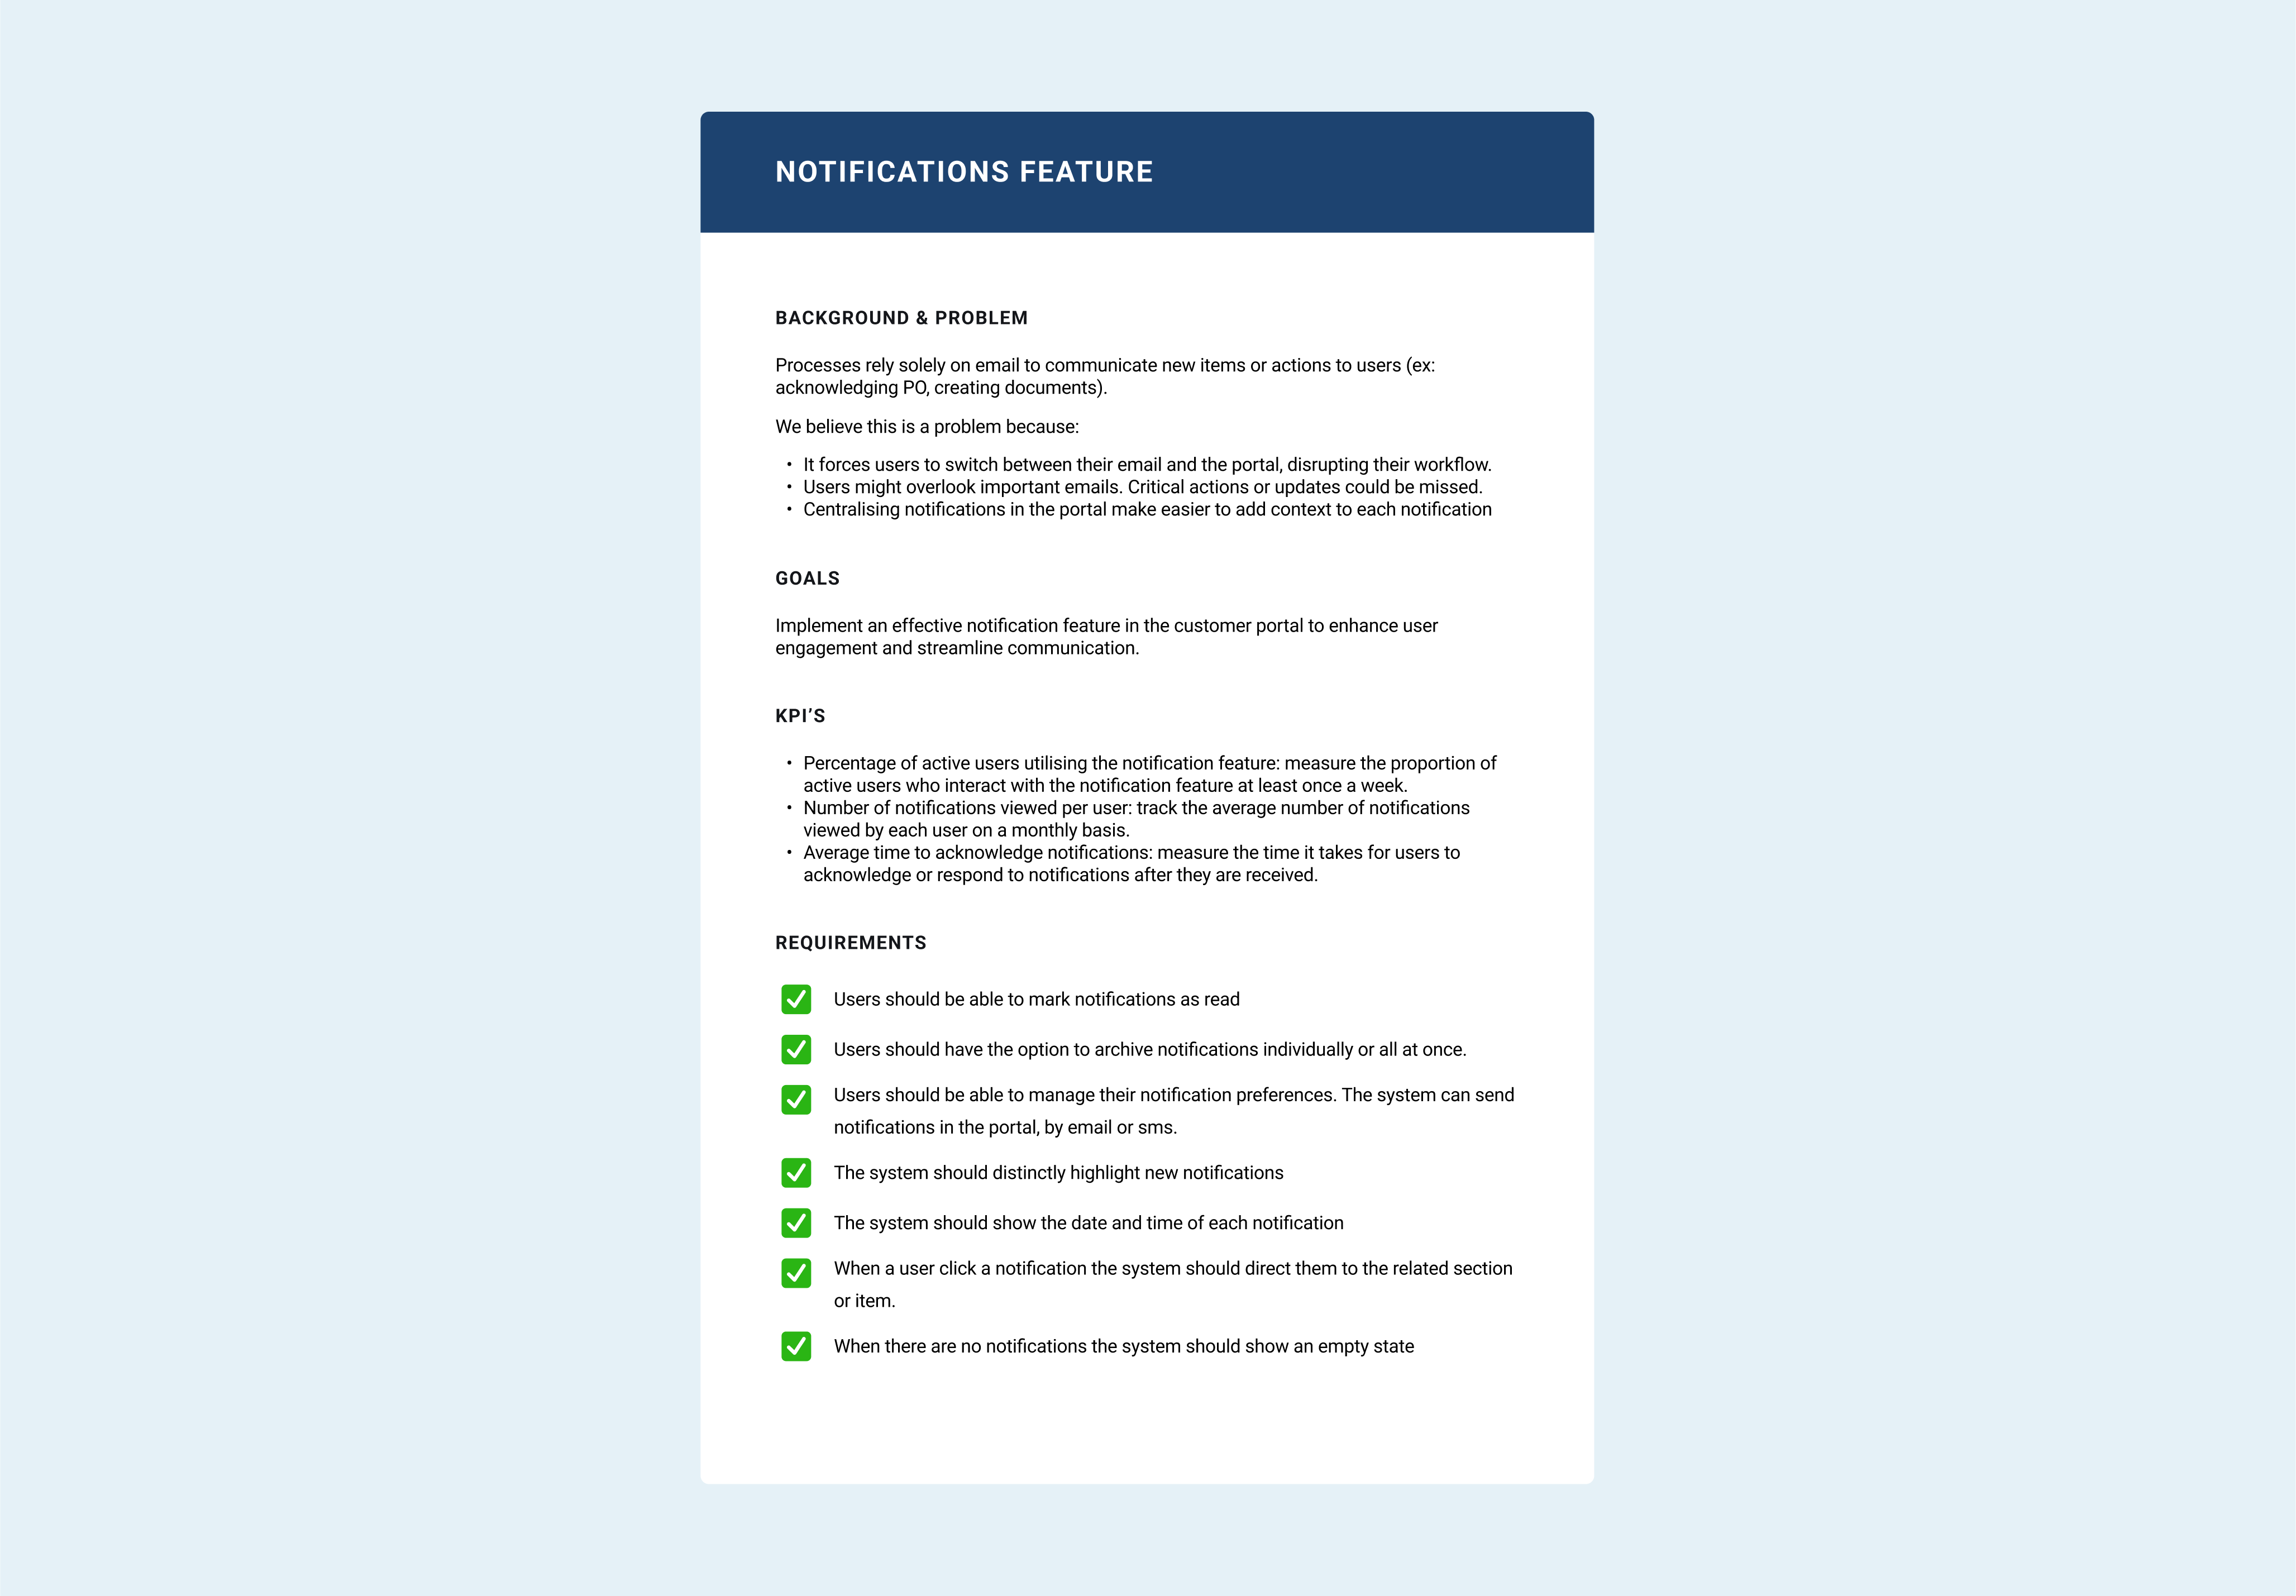 NOTIFICATIONS FEATURE
BACKGROUND & PROBLEM
Processes rely solely on email to communicate new items or actions to users (ex:
acknowledging PO, creating documents).
We believe this is a problem because:
• It forces users to switch between their email and the portal, disrupting their workflow.
• Users might overlook important emails. Critical actions or updates could be missed.
• Centralising notifications in the portal make easier to add context to each notification
GOALS
Implement an effective notification feature in the customer portal to enhance user
engagement and streamline communication.
KPI’S
• Percentage of active users utilising the notification feature: measure the proportion of
active users who interact with the notification feature at least once a week.
• Number of notifications viewed per user: track the average number of notifications
viewed by each user on a monthly basis.
• Average time to acknowledge notifications: measure the time it takes for users to
acknowledge or respond to notifications after they are received.
REQUIREMENTS
Users should be able to mark notifications as read
Users should have the option to archive notifications individually or all at once.
Users should be able to manage their notification preferences. The system can send
notifications in the portal, by email or sms.
The system should distinctly highlight new notifications
The system should show the date and time of each notification
When a user click a notification the system should direct them to the related section
or item.
When there are no notifications the system should show an empty state